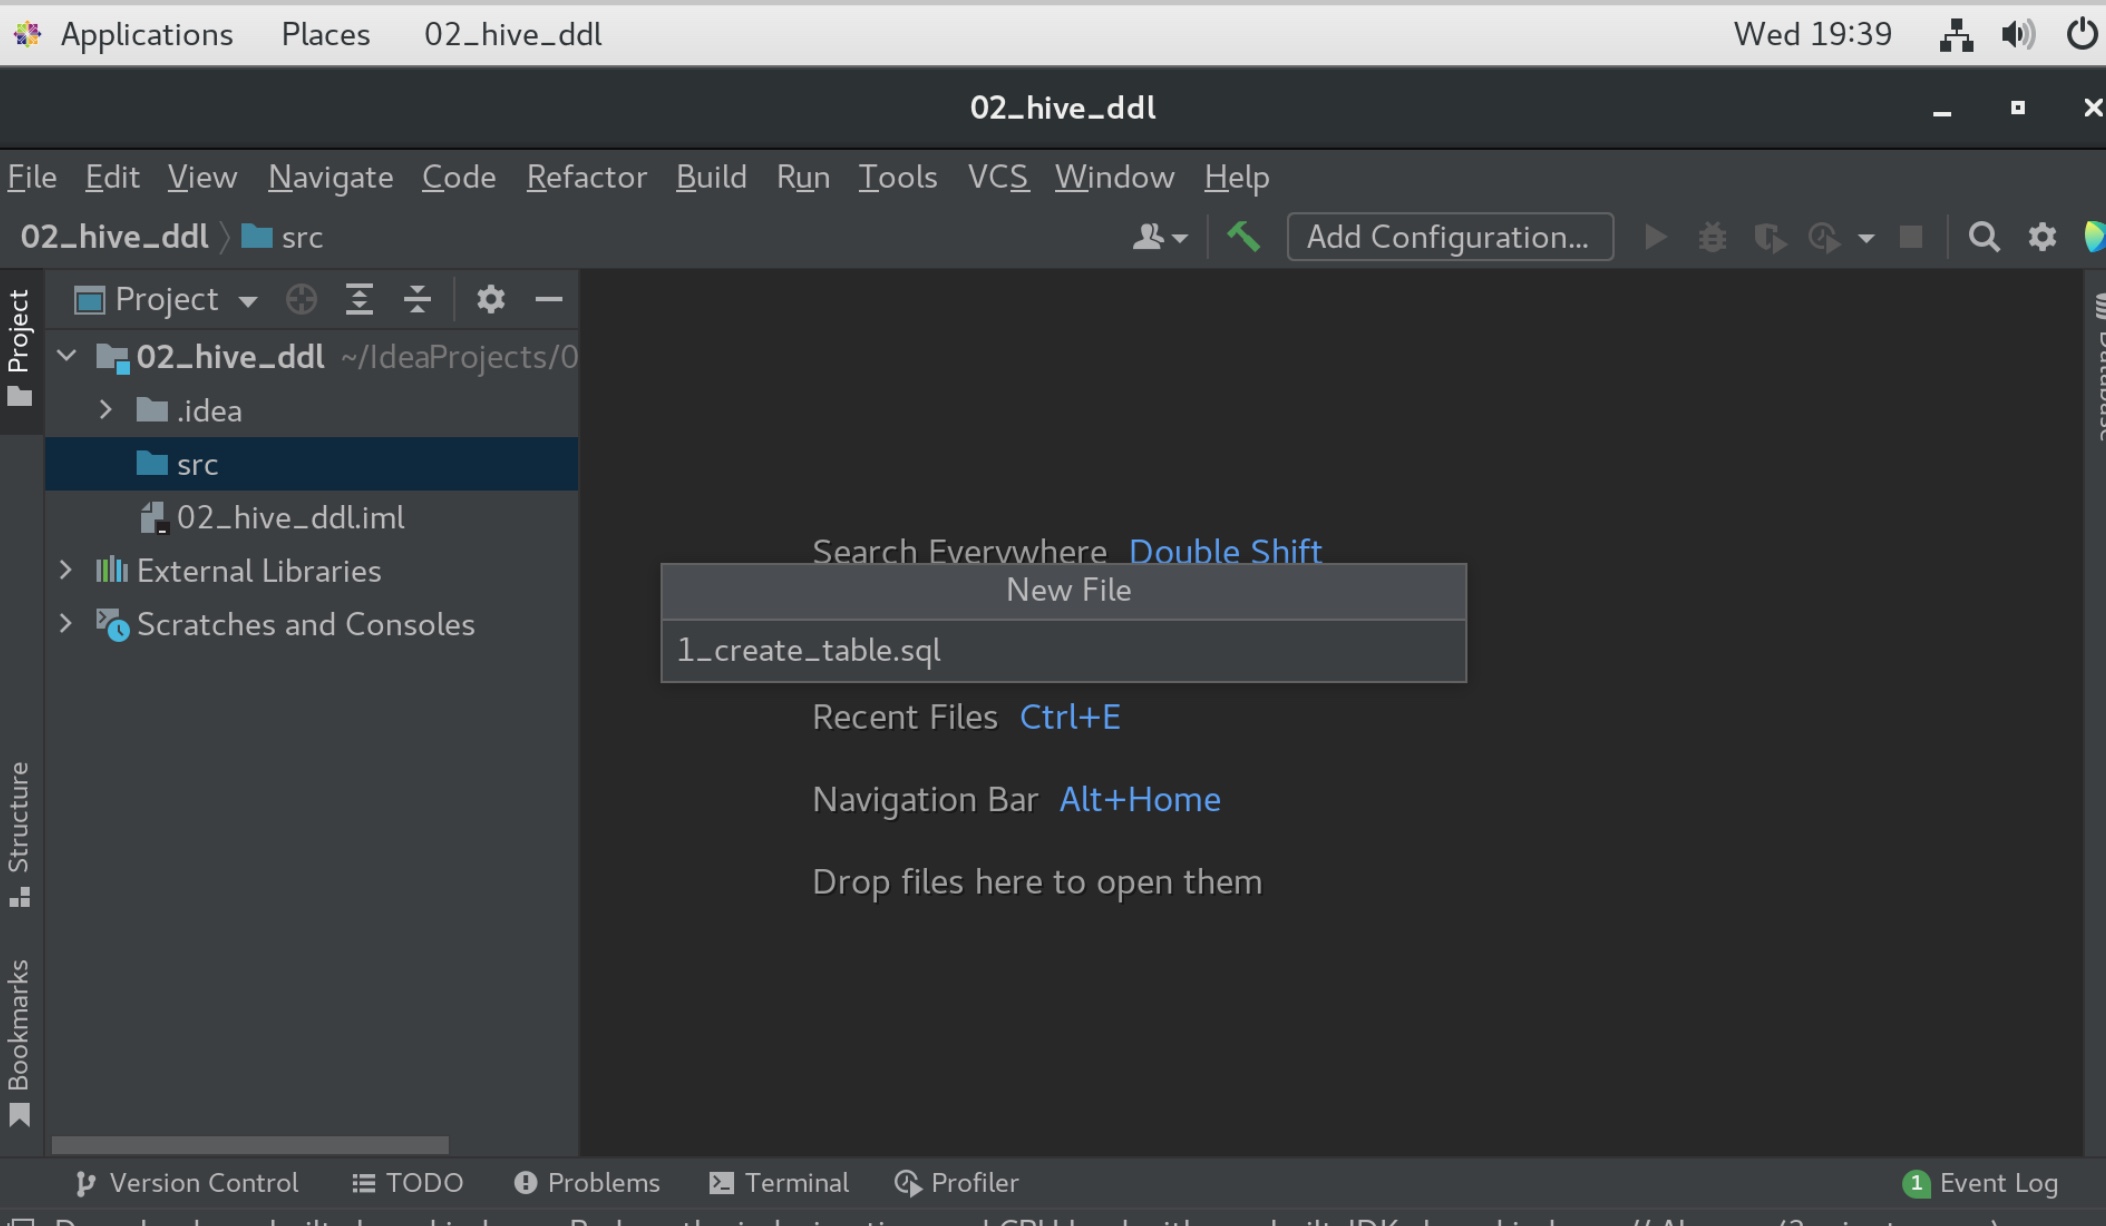 Applications Places 02_hive_ddl Wed 19:39
02_hive_ddl
File Edit View Navigate Code Refactor Build Run Tools VCS Window Help
02_hive_ddl src Add Configuration...
Project
Project
02_hive_ddl ~/IdeaProjects/0
.idea
src
02_hive_ddl.iml
External Libraries
Scratches and Consoles
Search Everywhere Double Shift
New File
1_create_table.sql
Recent Files Ctrl+E
Navigation Bar Alt+Home
Drop files here to open them
Database
Structure
Bookmarks
Version Control TODO Problems Terminal Profiler 1 Event Log